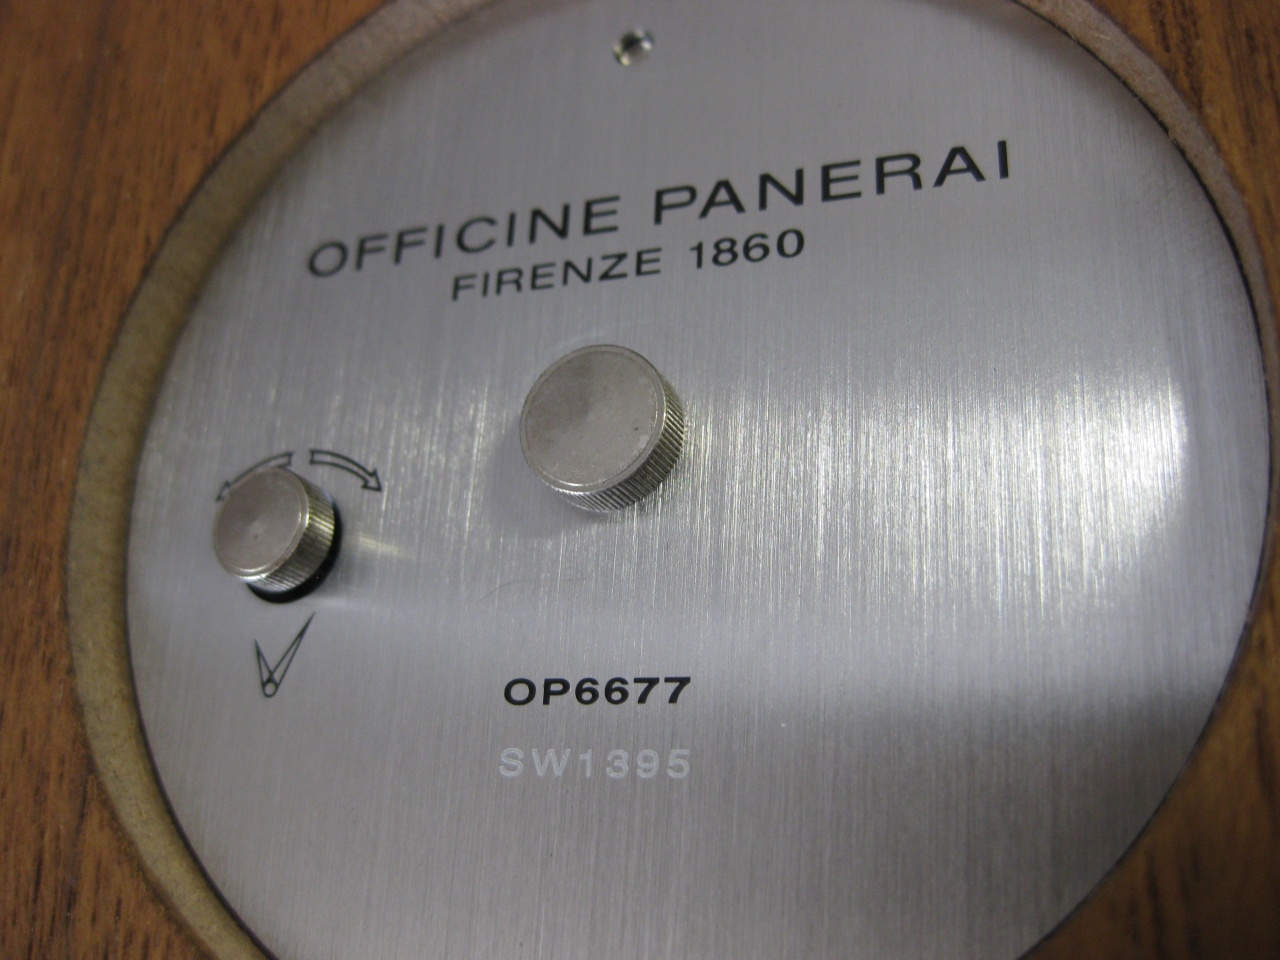 OFFICINE PANERAI
FIRENZE 1860
OP6677
SW1395